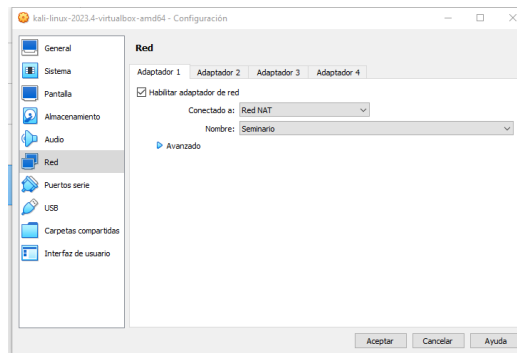 kali-linux-2023.4-virtualbox-amd64 - Configuración
General
Sistema
Pantalla
Almacenamiento
Audio
Red
Puertos serie
USB
Carpetas compartidas
Interfaz de usuario
Red
Adaptador 1 Adaptador 2 Adaptador 3 Adaptador 4
Habilitar adaptador de red
Conectado a: Red NAT
Nombre: Seminario
Avanzado
Aceptar Cancelar Ayuda